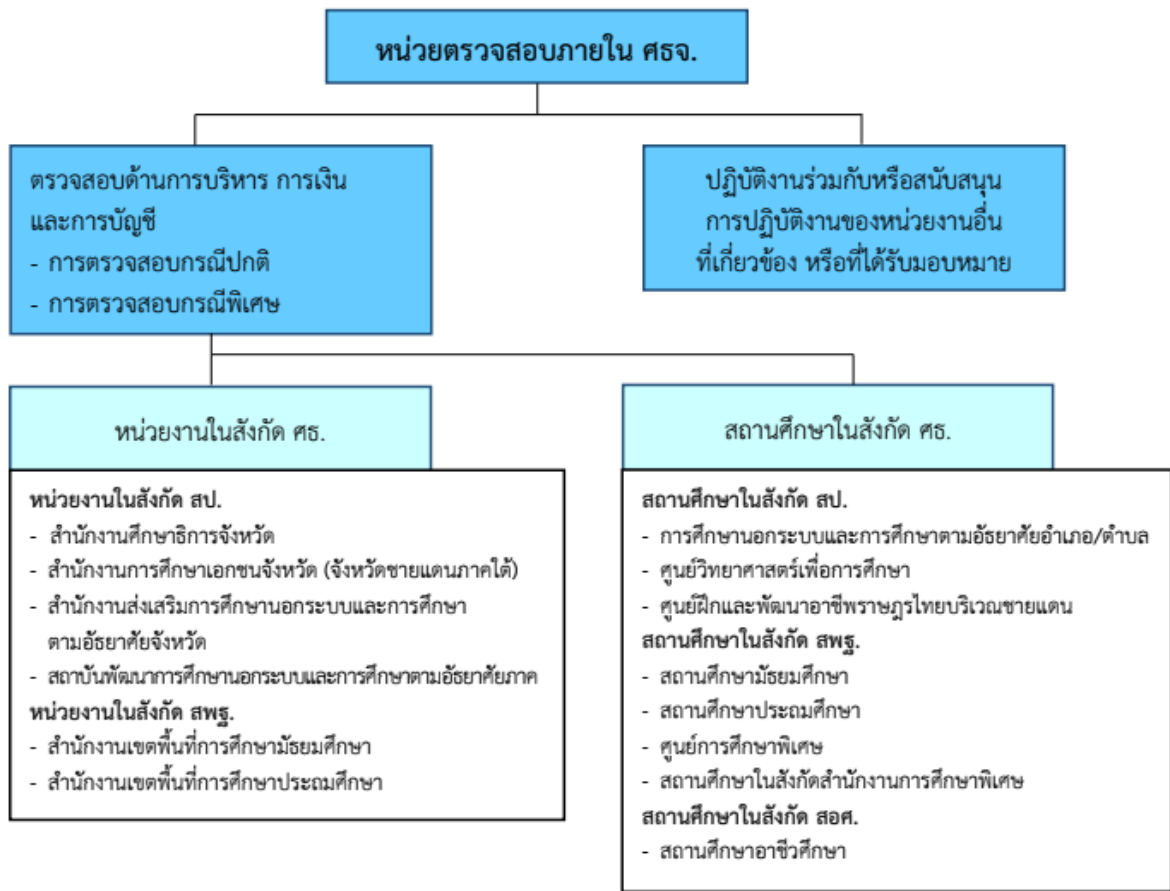 หน่วยตรวจสอบภายใน ศธจ.
ตรวจสอบด้านการบริหาร การเงิน
และการบัญชี
- การตรวจสอบกรณีปกติ
- การตรวจสอบกรณีพิเศษ
ปฏิบัติงานร่วมกับหรือสนับสนุน
การปฏิบัติงานของหน่วยงานอื่น
ที่เกี่ยวข้อง หรือที่ได้รับมอบหมาย
หน่วยงานในสังกัด ศธ.
หน่วยงานในสังกัด สป.
- สำนักงานศึกษาธิการจังหวัด
- สำนักงานการศึกษาเอกชนจังหวัด (จังหวัดชายแดนภาคใต้)
- สำนักงานส่งเสริมการศึกษานอกระบบและการศึกษา
ตามอัธยาศัยจังหวัด
- สถาบันพัฒนาการศึกษานอกระบบและการศึกษาตามอัธยาศัยภาค
หน่วยงานในสังกัด สพฐ.
- สำนักงานเขตพื้นที่การศึกษามัธยมศึกษา
- สำนักงานเขตพื้นที่การศึกษาประถมศึกษา
สถานศึกษาในสังกัด ศธ.
สถานศึกษาในสังกัด สป.
- การศึกษานอกระบบและการศึกษาตามอัธยาศัยอำเภอ/ตำบล
- ศูนย์วิทยาศาสตร์เพื่อการศึกษา
- ศูนย์ฝึกและพัฒนาอาชีพราษฎรไทยบริเวณชายแดน
สถานศึกษาในสังกัด สพฐ.
- สถานศึกษามัธยมศึกษา
- สถานศึกษาประถมศึกษา
- ศูนย์การศึกษาพิเศษ
- สถานศึกษาในสังกัดสำนักงานการศึกษาพิเศษ
สถานศึกษาในสังกัด สอศ.
- สถานศึกษาอาชีวศึกษา